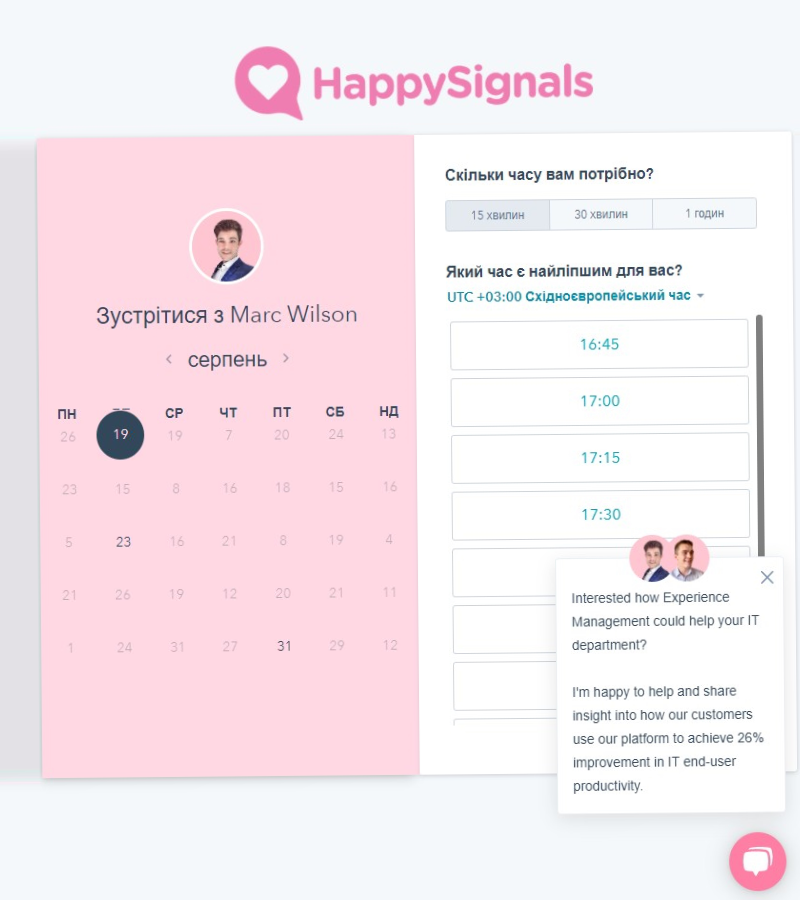 HappySignals
Зустрітися з Marc Wilson
серпень
ПН СР ЧТ ПТ СБ НД
26 19 19 7 20 24 13
23 15 8 16 18 15 16
5 23 16 21 8 19 4
21 26 19 12 20 21 11
1 24 31 27 31 29 12
Скільки часу вам потрібно?
15 хвилин 30 хвилин 1 годин
Який час є найліпшим для вас?
UTC +03:00 Східноєвропейський час
16:45
17:00
17:15
17:30
Interested how Experience
Management could help your IT
department?
I'm happy to help and share
insight into how our customers
use our platform to achieve 26%
improvement in IT end-user
productivity.